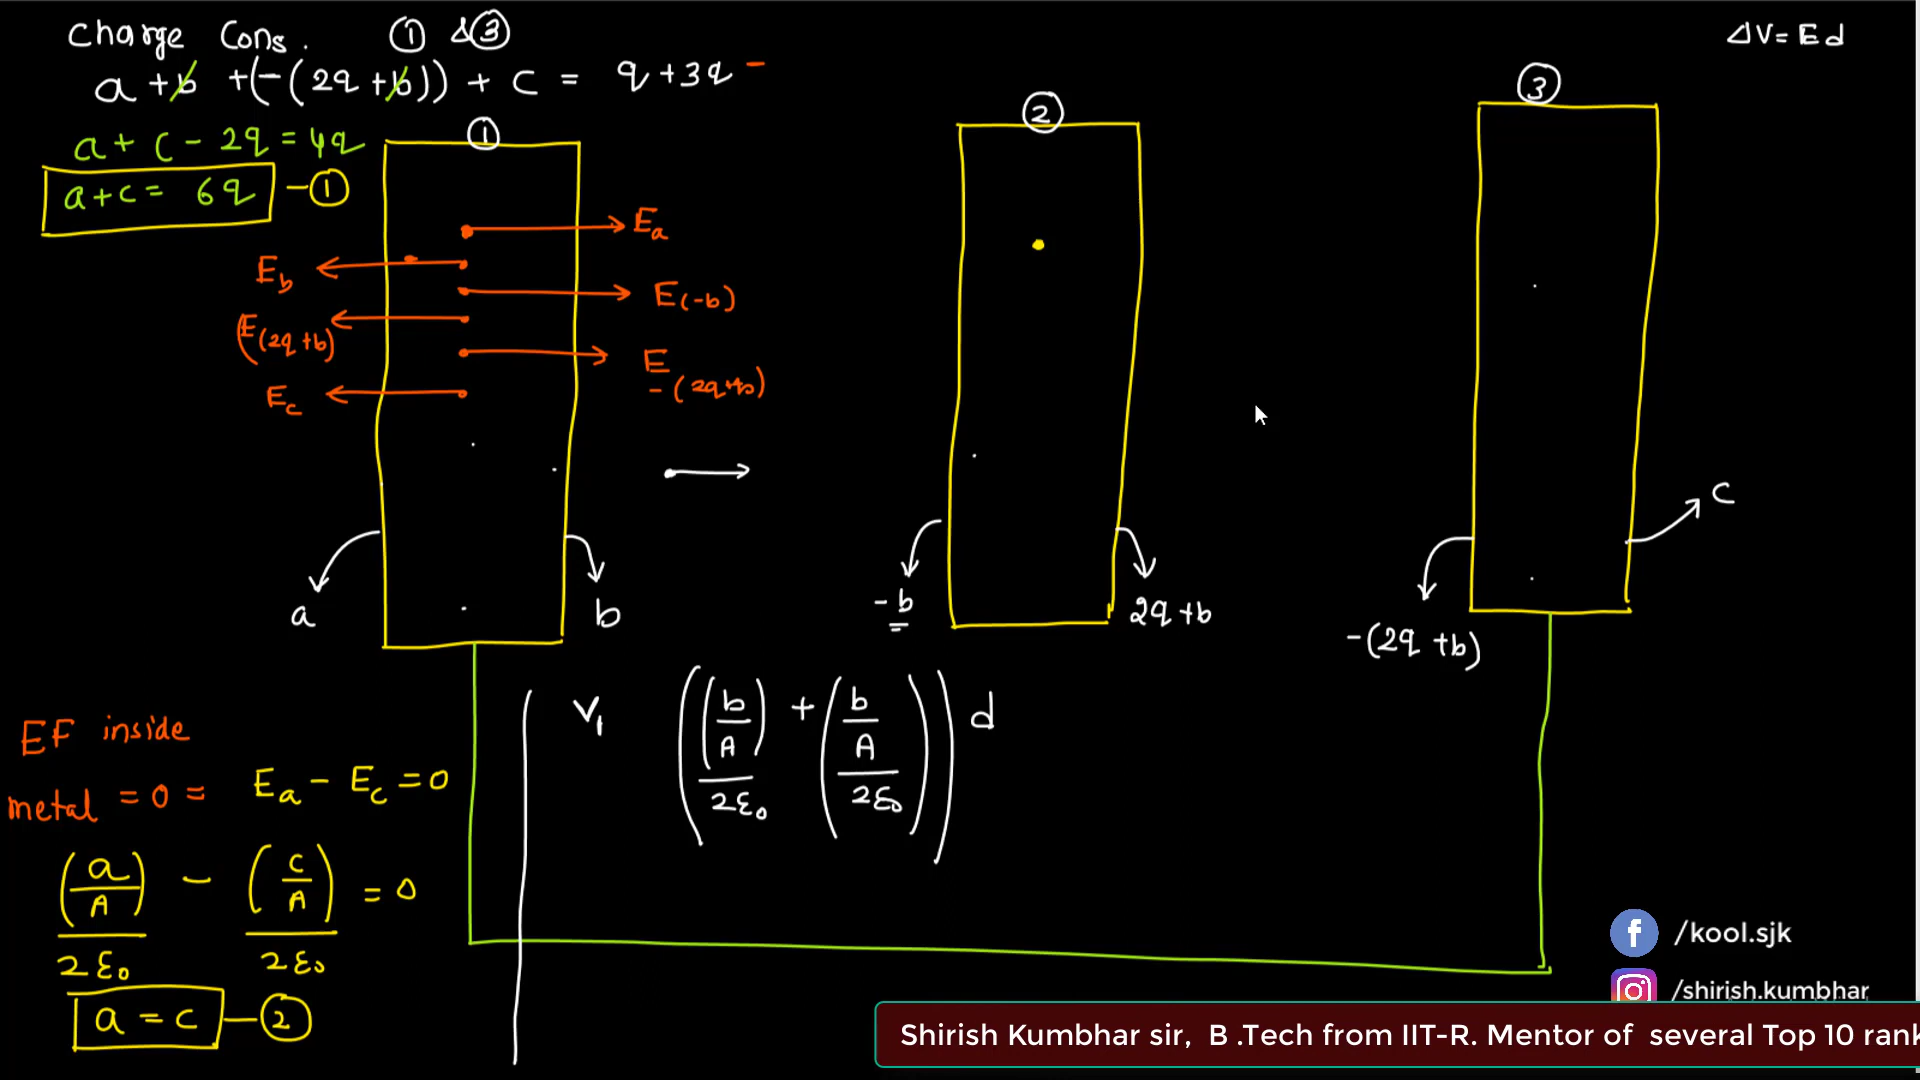 Charge Cons. ① & ③
a + b + (-(2q + b)) + c = q + 3q -
a + c - 2q = 4q
a + c = 6q - ①
ΔV = Ed
①
②
③
Ea
Eb
E(-b)
E(2q + b)
E-(2q+b)
Ec
a
b
-b
2q + b
-(2q + b)
c
EF inside
metal = 0 = Ea - Ec = 0
(a/A)/2ε₀ - (c/A)/2ε₀ = 0
a = c - ②
V₁ ((b/A)/2ε₀ + (b/A)/2ε₀) d
/kool.sjk
/shirish.kumbhar
Shirish Kumbhar sir, B .Tech from IIT-R. Mentor of several Top 10 rank